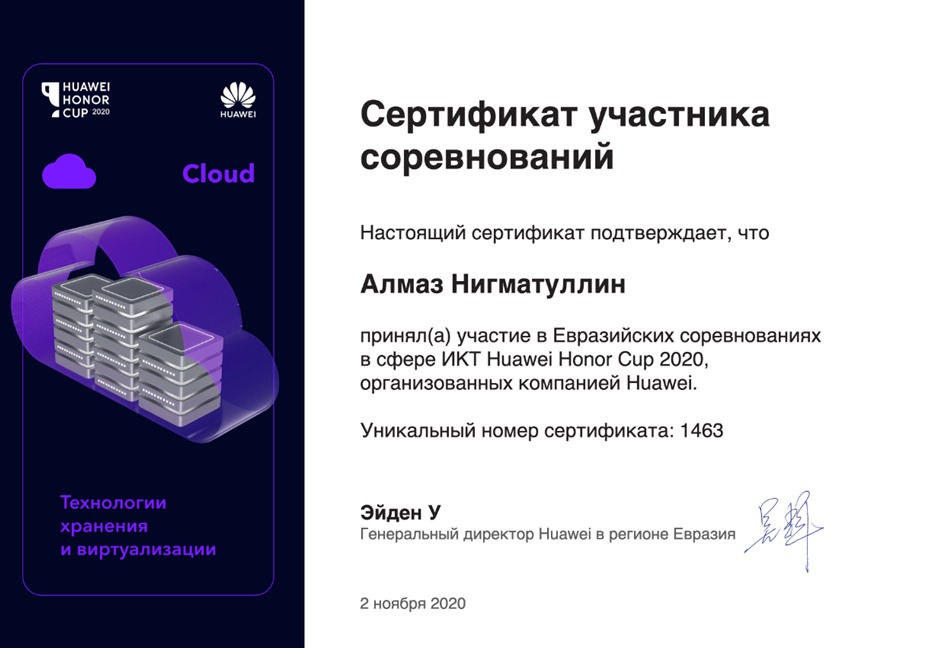 HUAWEI
HONOR
CUP 2020
HUAWEI
Cloud
Технологии
хранения
и виртуализации
Сертификат участника
соревнований
Настоящий сертификат подтверждает, что
Алмаз Нигматуллин
принял(а) участие в Евразийских соревнованиях
в сфере ИКТ Huawei Honor Cup 2020,
организованных компанией Huawei.
Уникальный номер сертификата: 1463
Эйден У
Генеральный директор Huawei в регионе Евразия
2 ноября 2020